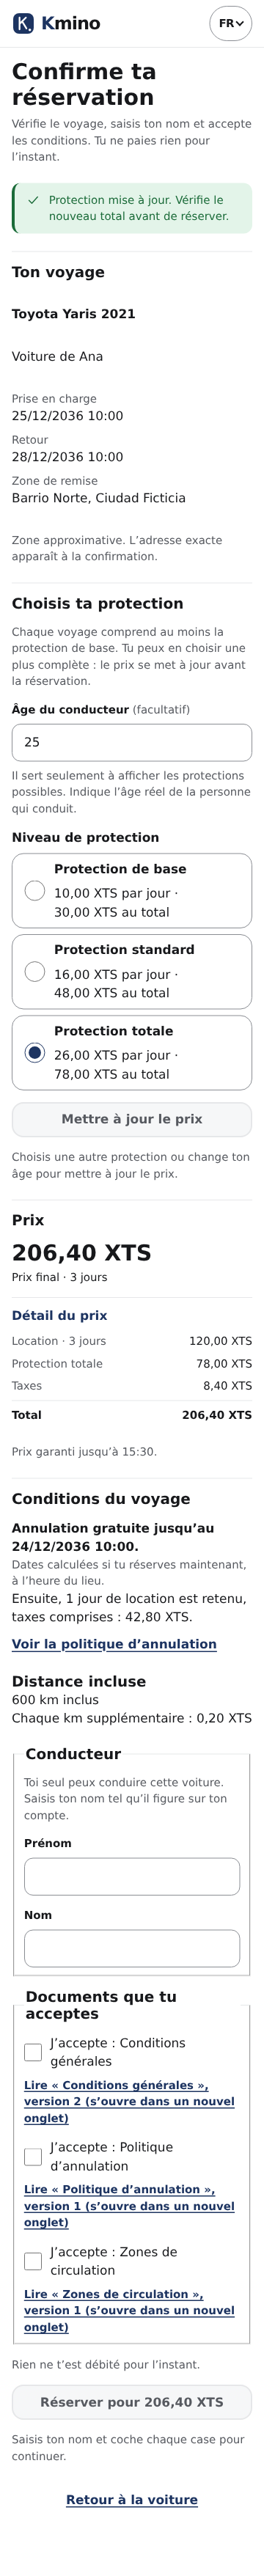 Kmino
FR
Confirme ta
réservation
Vérifie le voyage, saisis ton nom et accepte
les conditions. Tu ne paies rien pour
l’instant.
Protection mise à jour. Vérifie le
nouveau total avant de réserver.
Ton voyage
Toyota Yaris 2021
Voiture de Ana
Prise en charge
25/12/2036 10:00
Retour
28/12/2036 10:00
Zone de remise
Barrio Norte, Ciudad Ficticia
Zone approximative. L’adresse exacte
apparaît à la confirmation.
Choisis ta protection
Chaque voyage comprend au moins la
protection de base. Tu peux en choisir une
plus complète : le prix se met à jour avant
la réservation.
Âge du conducteur (facultatif)
25
Il sert seulement à afficher les protections
possibles. Indique l’âge réel de la personne
qui conduit.
Niveau de protection
Protection de base
10,00 XTS par jour ·
30,00 XTS au total
Protection standard
16,00 XTS par jour ·
48,00 XTS au total
Protection totale
26,00 XTS par jour ·
78,00 XTS au total
Mettre à jour le prix
Choisis une autre protection ou change ton
âge pour mettre à jour le prix.
Prix
206,40 XTS
Prix final · 3 jours
Détail du prix
Location · 3 jours 120,00 XTS
Protection totale 78,00 XTS
Taxes 8,40 XTS
Total 206,40 XTS
Prix garanti jusqu’à 15:30.
Conditions du voyage
Annulation gratuite jusqu’au
24/12/2036 10:00.
Dates calculées si tu réserves maintenant,
à l’heure du lieu.
Ensuite, 1 jour de location est retenu,
taxes comprises : 42,80 XTS.
Voir la politique d’annulation
Distance incluse
600 km inclus
Chaque km supplémentaire : 0,20 XTS
Conducteur
Toi seul peux conduire cette voiture.
Saisis ton nom tel qu’il figure sur ton
compte.
Prénom
Nom
Documents que tu
acceptes
J’accepte : Conditions
générales
Lire « Conditions générales »,
version 2 (s’ouvre dans un nouvel
onglet)
J’accepte : Politique
d’annulation
Lire « Politique d’annulation »,
version 1 (s’ouvre dans un nouvel
onglet)
J’accepte : Zones de
circulation
Lire « Zones de circulation »,
version 1 (s’ouvre dans un nouvel
onglet)
Rien ne t’est débité pour l’instant.
Réserver pour 206,40 XTS
Saisis ton nom et coche chaque case pour
continuer.
Retour à la voiture